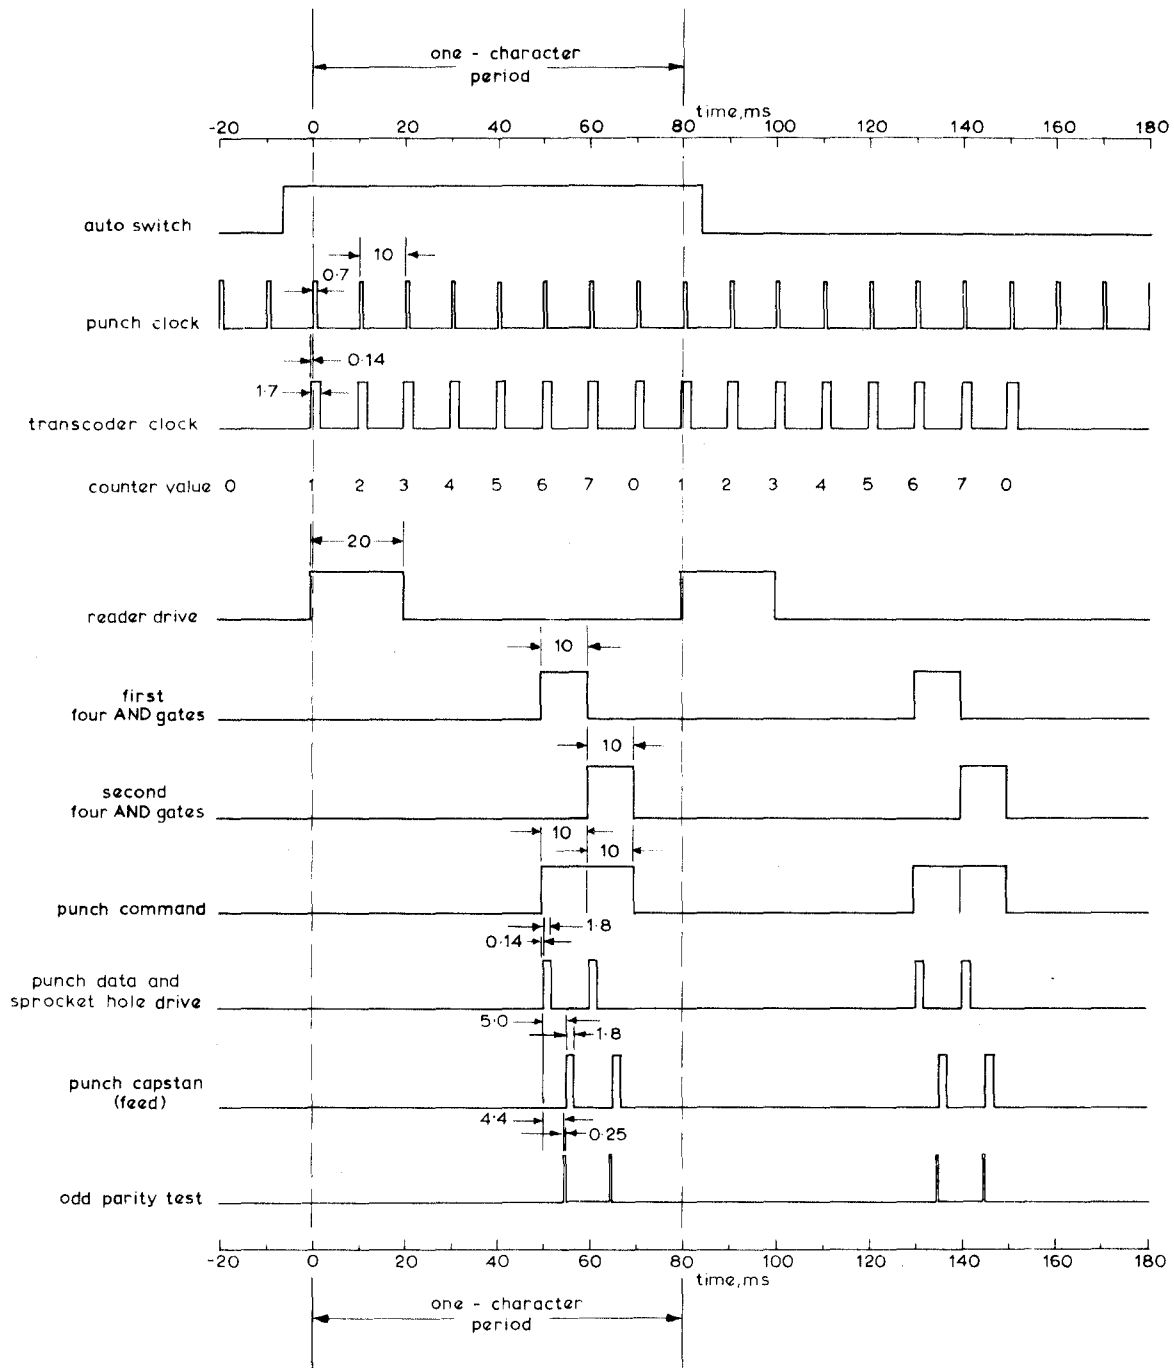 one - character
period
time, ms
-20 0 20 40 60 80 100 120 140 160 180
auto switch
10
0·7
punch clock
0·14
1·7
transcoder clock
counter value 0 1 2 3 4 5 6 7 0 1 2 3 4 5 6 7 0
20
reader drive
10
first
four AND gates
10
second
four AND gates
10
10
punch command
1·8
0·14
punch data and
sprocket hole drive
5·0
1·8
punch capstan
(feed)
4·4
0·25
odd parity test
-20 0 20 40 60 80 100 120 140 160 180
time, ms
one - character
period